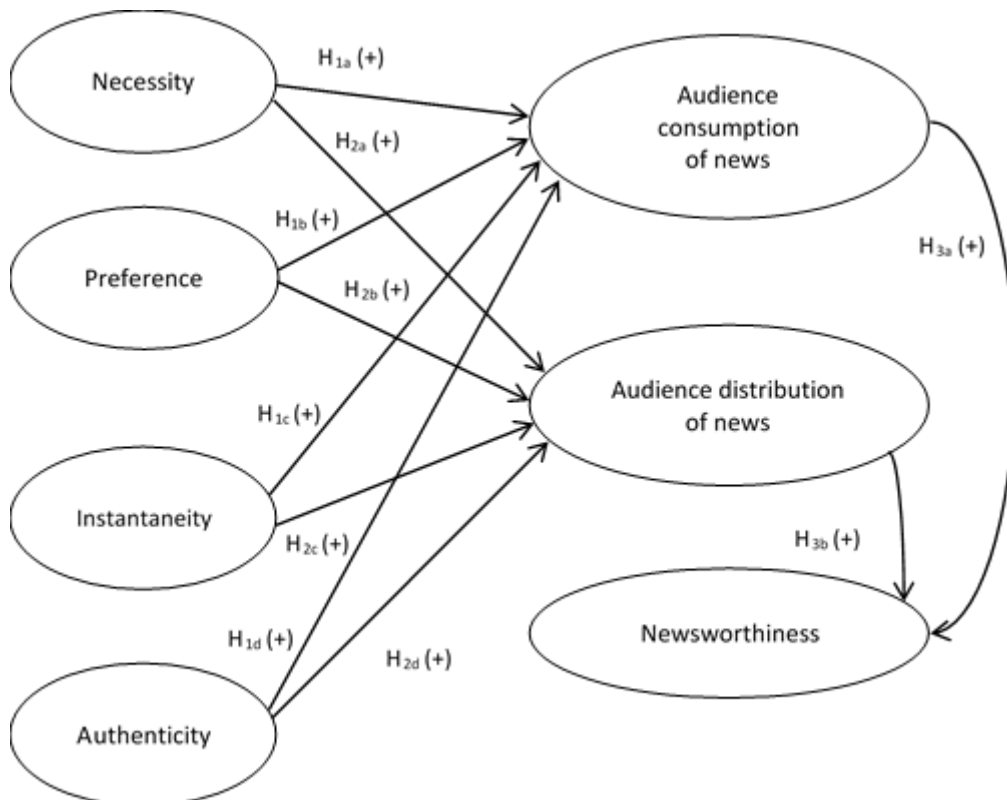 Necessity
H1a (+)
Audience
consumption
of news
H2a (+)
Preference
H1b (+)
H2b (+)
H3a (+)
Audience distribution
of news
Instantaneity
H1c (+)
H2c (+)
H3b (+)
Authenticity
H1d (+)
H2d (+)
Newsworthiness